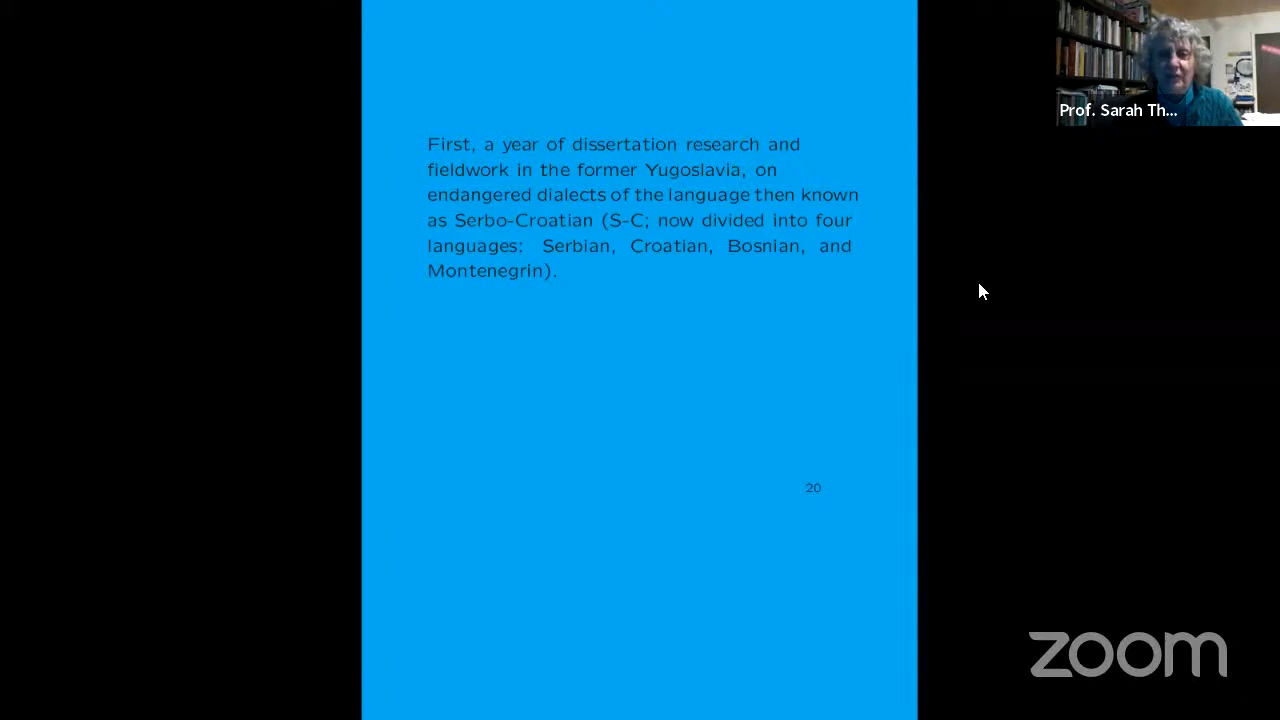 Prof. Sarah Th...
First, a year of dissertation research and
fieldwork in the former Yugoslavia, on
endangered dialects of the language then known
as Serbo-Croatian (S-C; now divided into four
languages: Serbian, Croatian, Bosnian, and
Montenegrin).
20
zoom